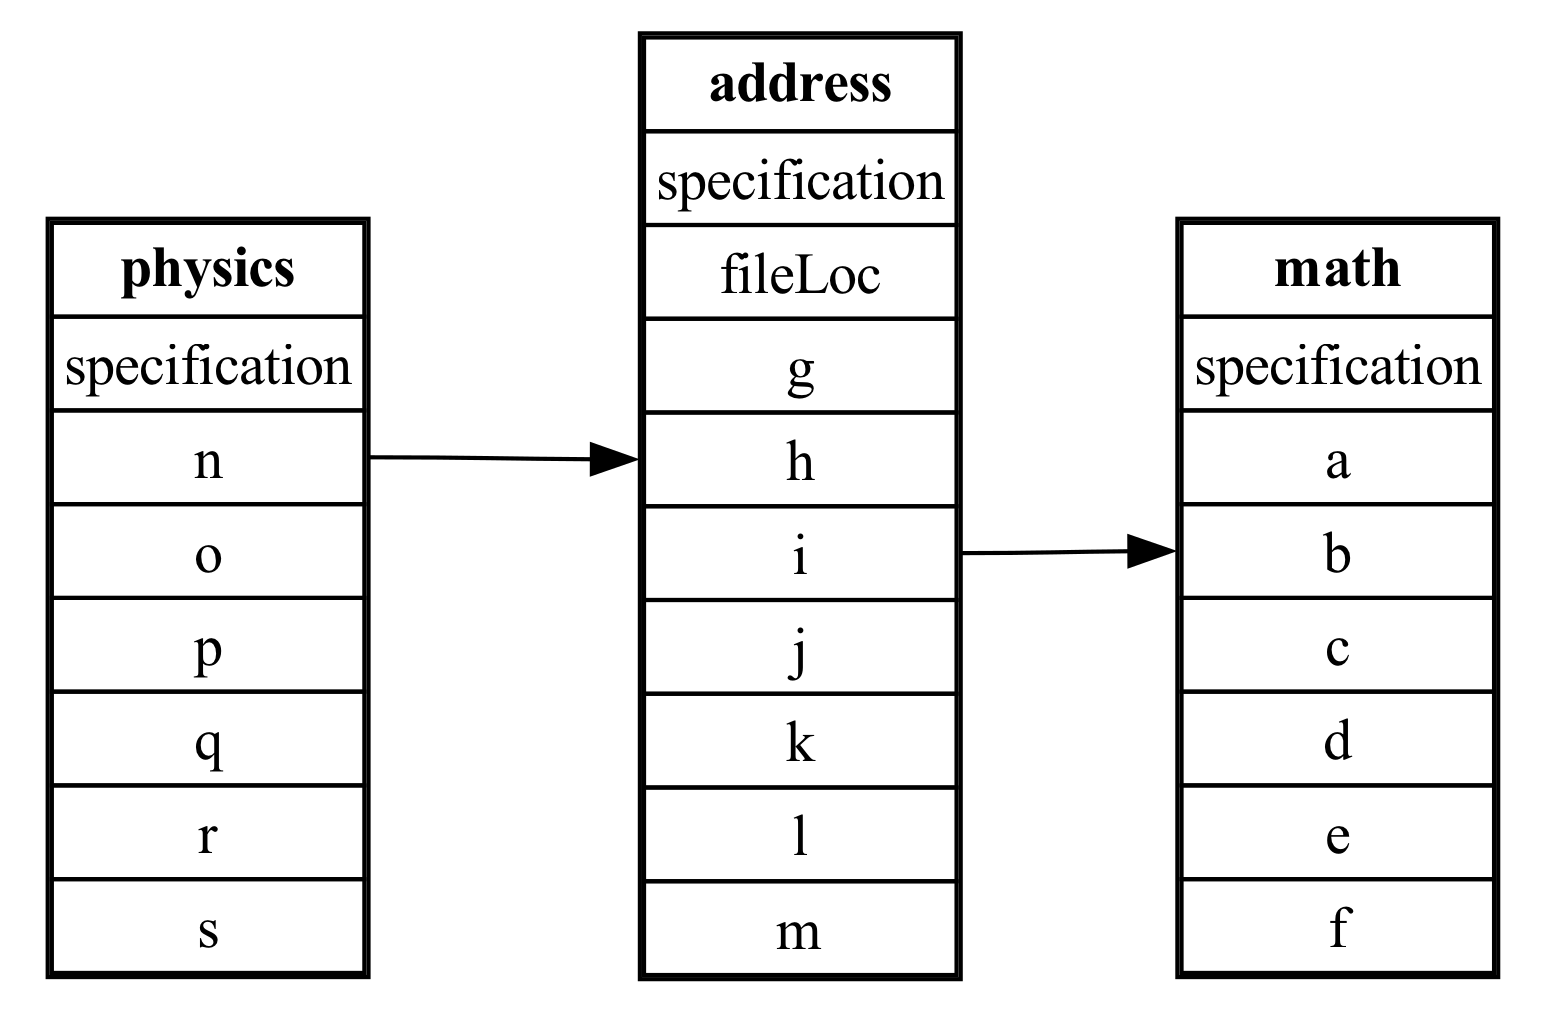 physics
specification
n
o
p
q
r
s
address
specification
fileLoc
g
h
i
j
k
l
m
math
specification
a
b
c
d
e
f